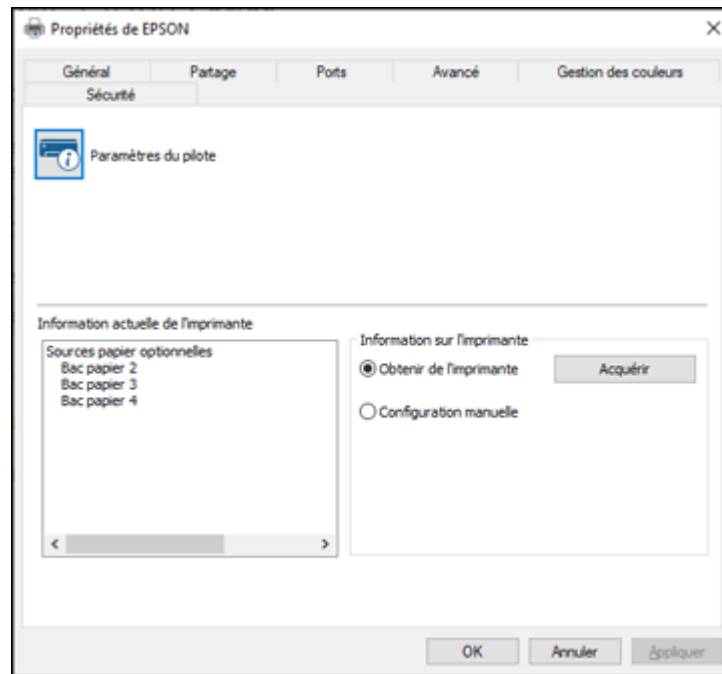 Propriétés de EPSON
Général Partage Ports Avancé Gestion des couleurs
Sécurité
Paramètres du pilote
Information actuelle de l'imprimante
Sources papier optionnelles
Bac papier 2
Bac papier 3
Bac papier 4
Information sur l'imprimante
Obtenir de l'imprimante Acquérir
Configuration manuelle
OK Annuler Appliquer